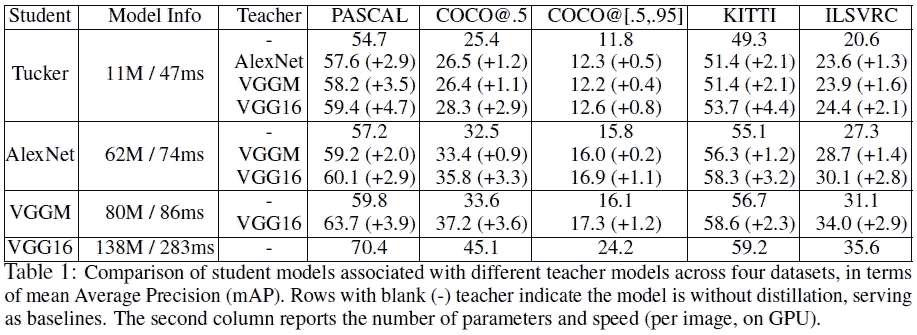 Student Model Info Teacher PASCAL COCO@.5 COCO@[.5,.95] KITTI ILSVRC
- 54.7 25.4 11.8 49.3 20.6
AlexNet 57.6 (+2.9) 26.5 (+1.2) 12.3 (+0.5) 51.4 (+2.1) 23.6 (+1.3)
Tucker 11M / 47ms
VGGM 58.2 (+3.5) 26.4 (+1.1) 12.2 (+0.4) 51.4 (+2.1) 23.9 (+1.6)
VGG16 59.4 (+4.7) 28.3 (+2.9) 12.6 (+0.8) 53.7 (+4.4) 24.4 (+2.1)
- 57.2 32.5 15.8 55.1 27.3
AlexNet 62M / 74ms VGGM 59.2 (+2.0) 33.4 (+0.9) 16.0 (+0.2) 56.3 (+1.2) 28.7 (+1.4)
VGG16 60.1 (+2.9) 35.8 (+3.3) 16.9 (+1.1) 58.3 (+3.2) 30.1 (+2.8)
- 59.8 33.6 16.1 56.7 31.1
VGGM 80M / 86ms
VGG16 63.7 (+3.9) 37.2 (+3.6) 17.3 (+1.2) 58.6 (+2.3) 34.0 (+2.9)
VGG16 138M / 283ms - 70.4 45.1 24.2 59.2 35.6
Table 1: Comparison of student models associated with different teacher models across four datasets, in terms
of mean Average Precision (mAP). Rows with blank (-) teacher indicate the model is without distillation, serving
as baselines. The second column reports the number of parameters and speed (per image, on GPU).